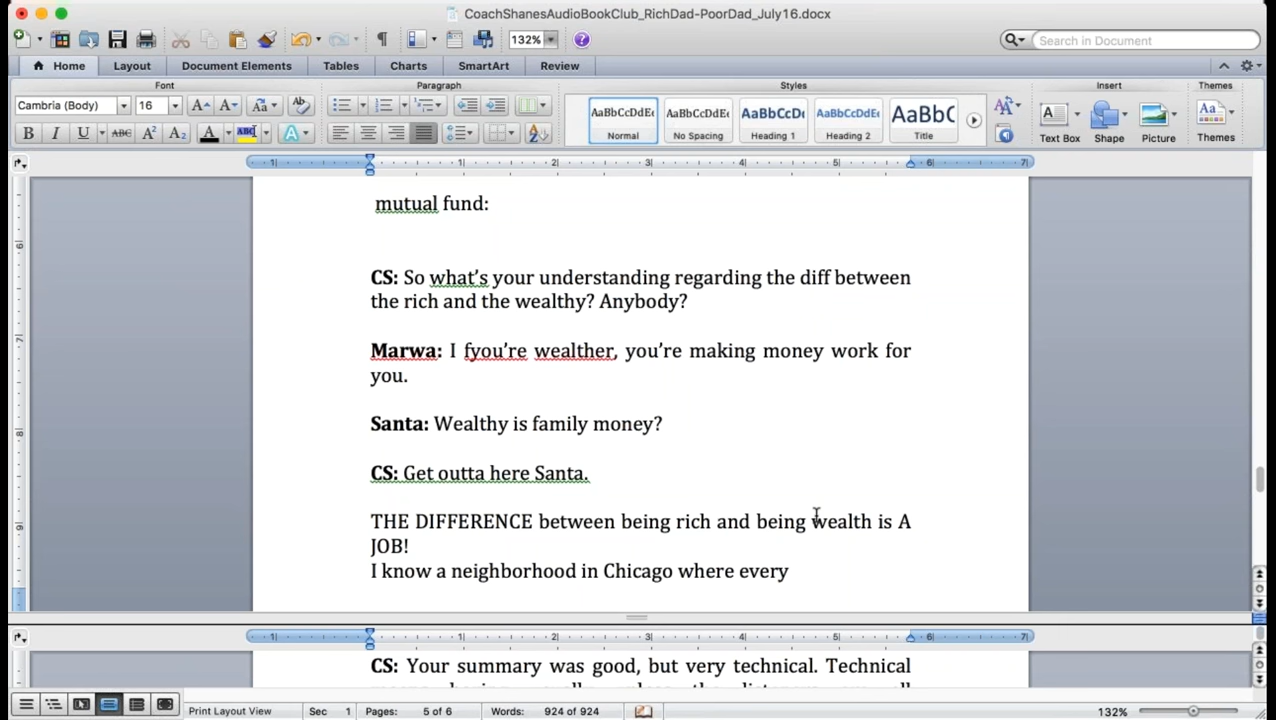 CoachShanesAudioBookClub_RichDad-PoorDad_July16.docx
132%
Search in Document
Home Layout Document Elements Tables Charts SmartArt Review
Font Paragraph Styles Insert Themes
Cambria (Body) 16
AaBbCcDdEe AaBbCcDdEe AaBbCcDc AaBbCcDdEe AaBbC
Normal No Spacing Heading 1 Heading 2 Title
Text Box Shape Picture Themes
mutual fund:
CS: So what's your understanding regarding the diff between
the rich and the wealthy? Anybody?
Marwa: I fyou're wealther, you're making money work for
you.
Santa: Wealthy is family money?
CS: Get outta here Santa.
THE DIFFERENCE between being rich and being wealth is A
JOB!
I know a neighborhood in Chicago where every
CS: Your summary was good, but very technical. Technical
Print Layout View Sec 1 Pages: 5 of 6 Words: 924 of 924 132%